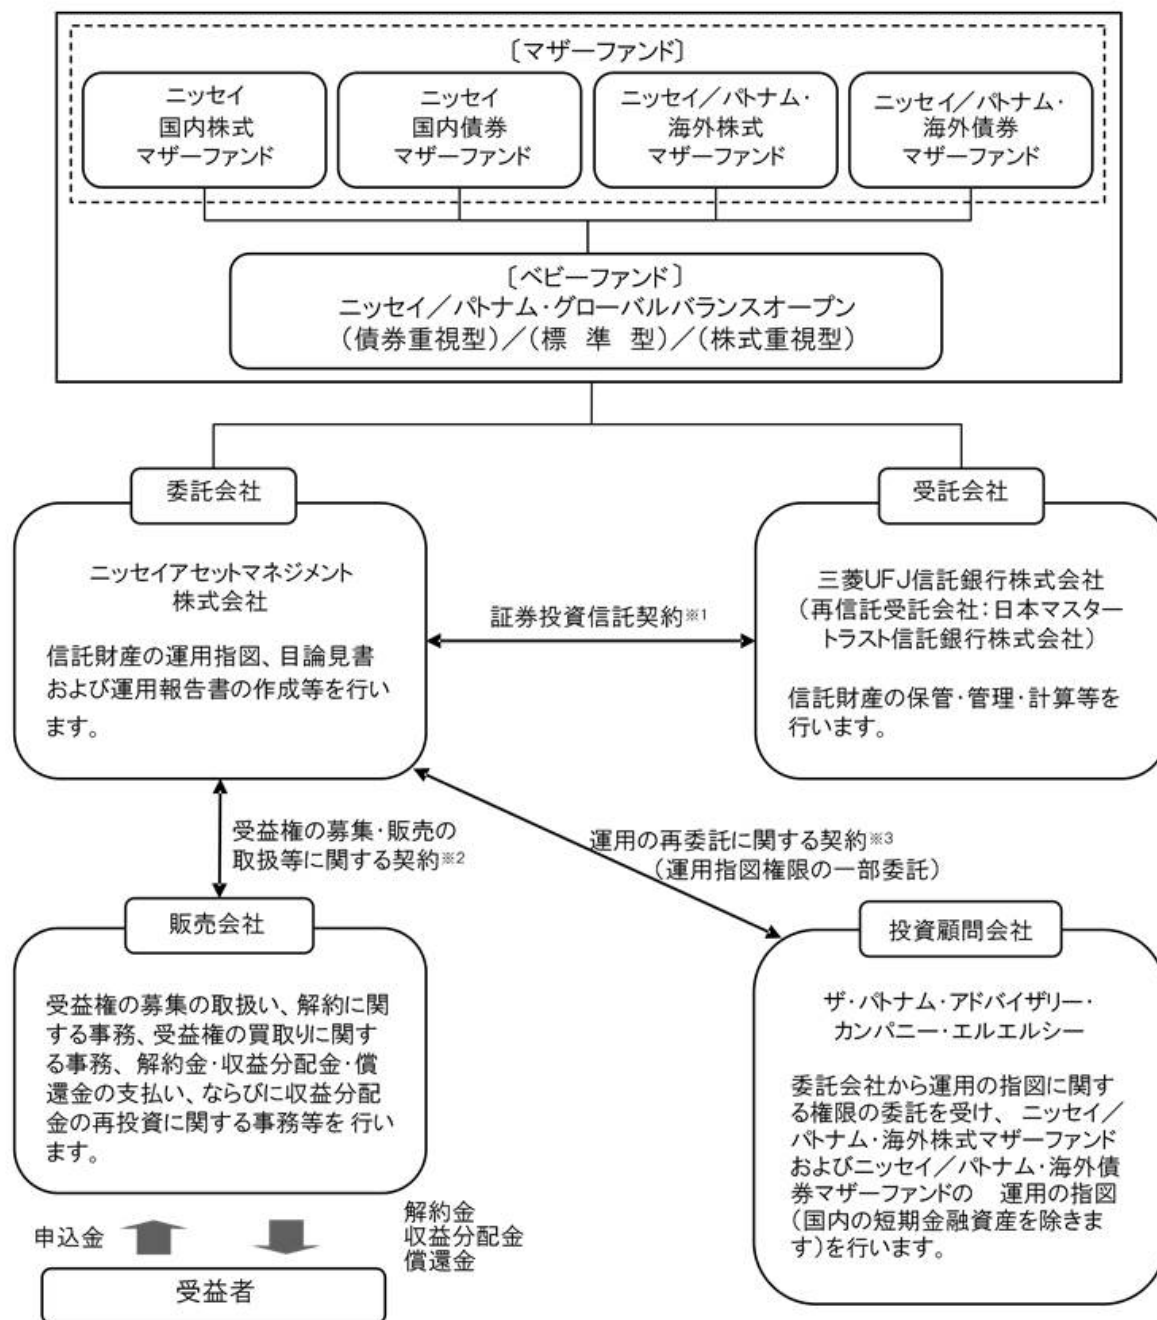 〔マザーファンド〕
ニッセイ
国内株式
マザーファンド
ニッセイ
国内債券
マザーファンド
ニッセイ／パトナム・
海外株式
マザーファンド
ニッセイ／パトナム・
海外債券
マザーファンド
〔ベビーファンド〕
ニッセイ／パトナム・グローバルバランスオープン
（債券重視型）／（標 準 型）／（株式重視型）
委託会社
ニッセイアセットマネジメント
株式会社
信託財産の運用指図、目論見書
および運用報告書の作成等を行い
ます。
証券投資信託契約※1
受託会社
三菱UFJ信託銀行株式会社
（再信託受託会社：日本マスター
トラスト信託銀行株式会社）
信託財産の保管・管理・計算等を
行います。
受益権の募集・販売の
取扱等に関する契約※2
運用の再委託に関する契約※3
（運用指図権限の一部委託）
販売会社
受益権の募集の取扱い、解約に関
する事務、受益権の買取りに関す
る事務、解約金・収益分配金・償
還金の支払い、ならびに収益分配
金の再投資に関する事務等を 行い
ます。
投資顧問会社
ザ・パトナム・アドバイザリー・
カンパニー・エルエルシー
委託会社から運用の指図に関す
る権限の委託を受け、 ニッセイ／
パトナム・海外株式マザーファンド
およびニッセイ／パトナム・海外債
券マザーファンドの 運用の指図
（国内の短期金融資産を除きま
す）を行います。
申込金
解約金
収益分配金
償還金
受益者